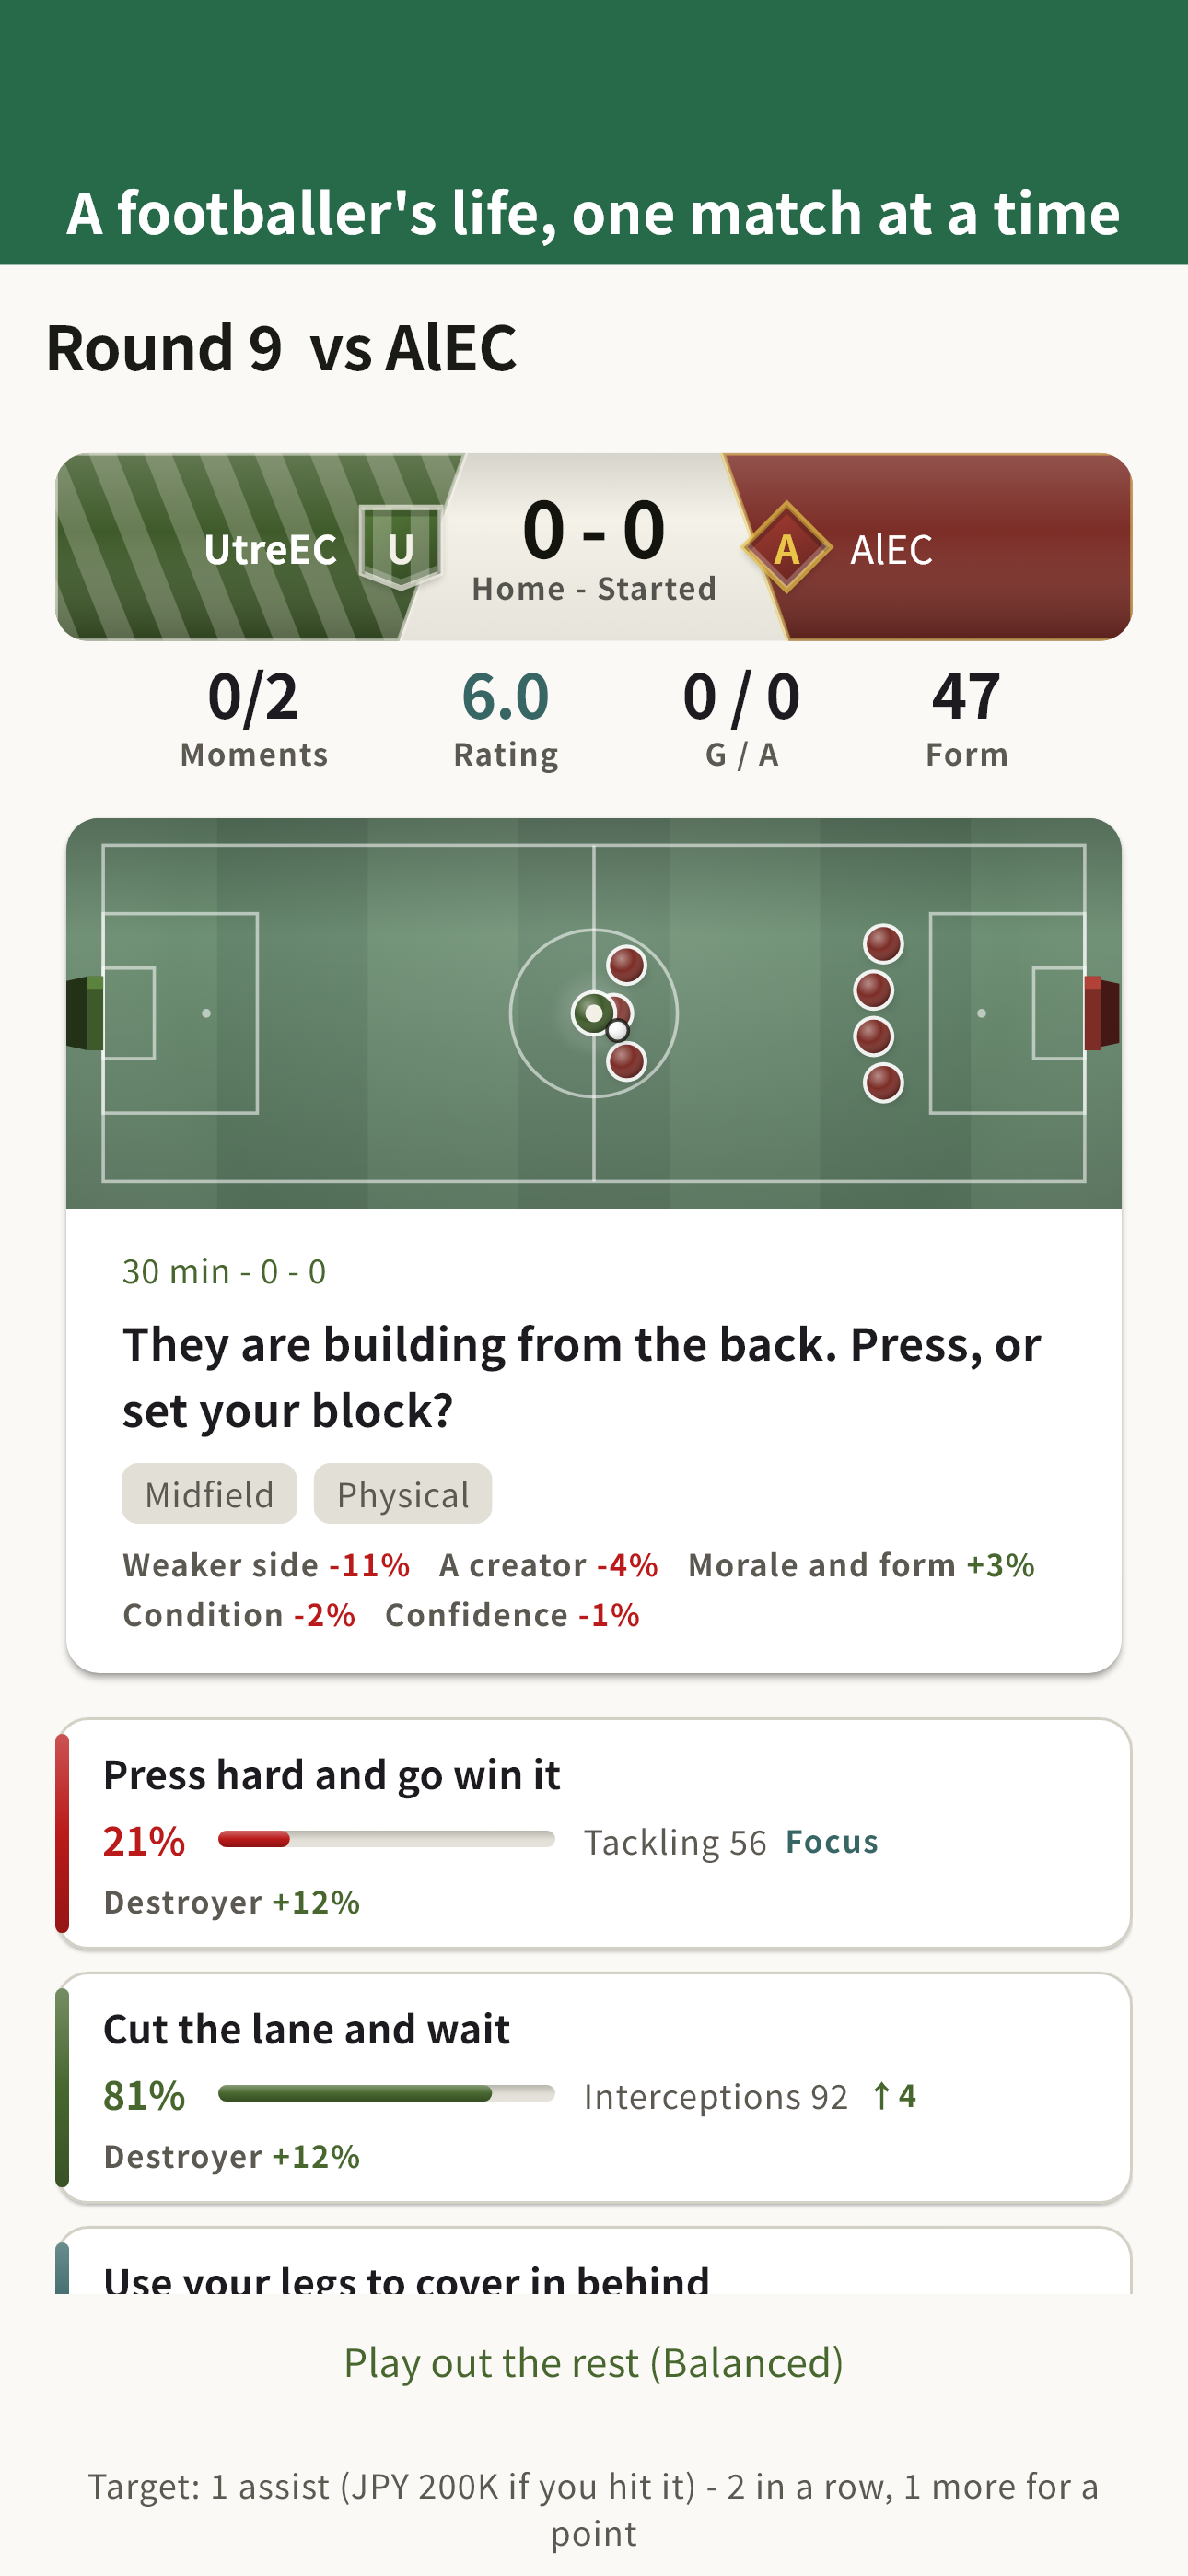 A footballer's life, one match at a time
Round 9 vs AlEC
UtreEC U 0 - 0 A AlEC
Home - Started
0/2 6.0 0 / 0 47
Moments Rating G / A Form
30 min - 0 - 0
They are building from the back. Press, or
set your block?
Midfield Physical
Weaker side -11% A creator -4% Morale and form +3%
Condition -2% Confidence -1%
Press hard and go win it
21% Tackling 56 Focus
Destroyer +12%
Cut the lane and wait
81% Interceptions 92 ↑ 4
Destroyer +12%
Use your legs to cover in behind
Play out the rest (Balanced)
Target: 1 assist (JPY 200K if you hit it) - 2 in a row, 1 more for a
point